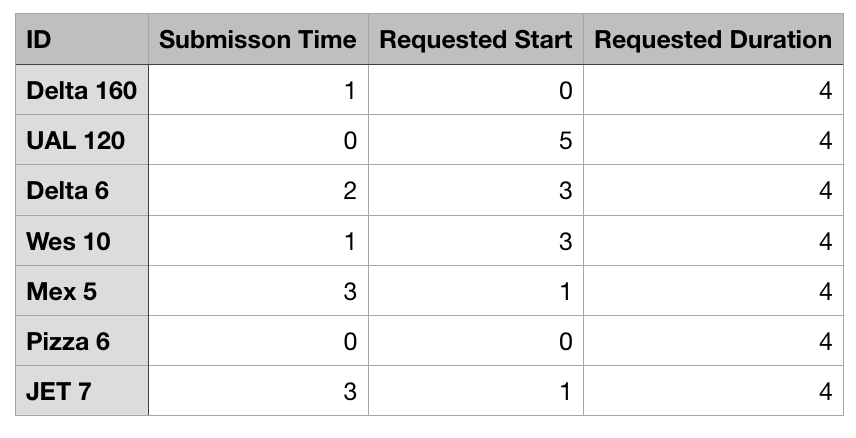 ID Submisson Time Requested Start Requested Duration
Delta 160 1 0 4
UAL 120 0 5 4
Delta 6 2 3 4
Wes 10 1 3 4
Mex 5 3 1 4
Pizza 6 0 0 4
JET 7 3 1 4